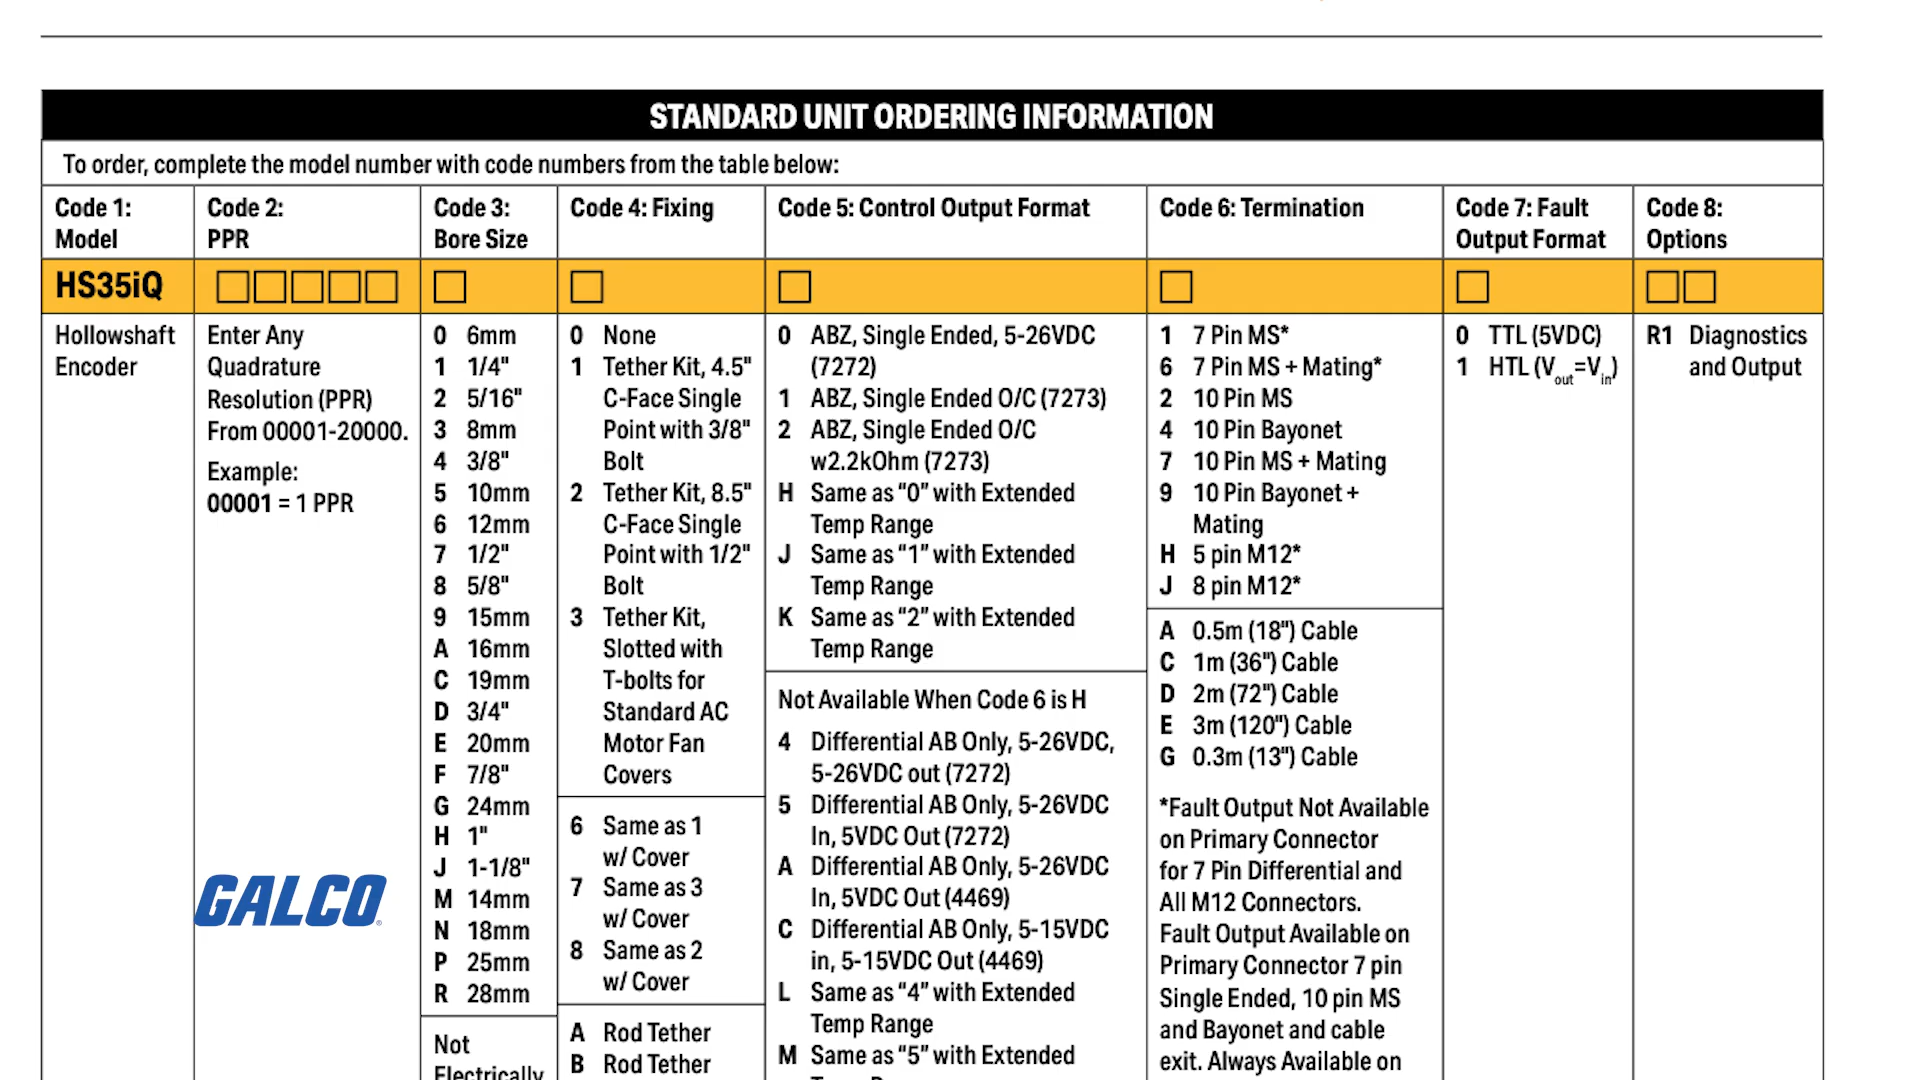 STANDARD UNIT ORDERING INFORMATION
To order, complete the model number with code numbers from the table below:
Code 1:
Model
Code 2:
PPR
Code 3:
Bore Size
Code 4: Fixing
Code 5: Control Output Format
Code 6: Termination
Code 7: Fault
Output Format
Code 8:
Options
HS35iQ
Hollowshaft
Encoder
Enter Any
Quadrature
Resolution (PPR)
From 00001-20000.
Example:
00001 = 1 PPR
0 6mm
1 1/4"
2 5/16"
3 8mm
4 3/8"
5 10mm
6 12mm
7 1/2"
8 5/8"
9 15mm
A 16mm
C 19mm
D 3/4"
E 20mm
F 7/8"
G 24mm
H 1"
J 1-1/8"
M 14mm
N 18mm
P 25mm
R 28mm
Not
Electrically
0 None
1 Tether Kit, 4.5"
C-Face Single
Point with 3/8"
Bolt
2 Tether Kit, 8.5"
C-Face Single
Point with 1/2"
Bolt
3 Tether Kit,
Slotted with
T-bolts for
Standard AC
Motor Fan
Covers
6 Same as 1
w/ Cover
7 Same as 3
w/ Cover
8 Same as 2
w/ Cover
A Rod Tether
B Rod Tether
0 ABZ, Single Ended, 5-26VDC
(7272)
1 ABZ, Single Ended O/C (7273)
2 ABZ, Single Ended O/C
w2.2kOhm (7273)
H Same as “0” with Extended
Temp Range
J Same as “1” with Extended
Temp Range
K Same as “2” with Extended
Temp Range
Not Available When Code 6 is H
4 Differential AB Only, 5-26VDC,
5-26VDC out (7272)
5 Differential AB Only, 5-26VDC
In, 5VDC Out (7272)
A Differential AB Only, 5-26VDC
In, 5VDC Out (4469)
C Differential AB Only, 5-15VDC
in, 5-15VDC Out (4469)
L Same as “4” with Extended
Temp Range
M Same as “5” with Extended
1 7 Pin MS*
6 7 Pin MS + Mating*
2 10 Pin MS
4 10 Pin Bayonet
7 10 Pin MS + Mating
9 10 Pin Bayonet +
Mating
H 5 pin M12*
J 8 pin M12*
A 0.5m (18") Cable
C 1m (36") Cable
D 2m (72") Cable
E 3m (120") Cable
G 0.3m (13") Cable
*Fault Output Not Available
on Primary Connector
for 7 Pin Differential and
All M12 Connectors.
Fault Output Available on
Primary Connector 7 pin
Single Ended, 10 pin MS
and Bayonet and cable
exit. Always Available on
0 TTL (5VDC)
1 HTL (Vout=Vin)
R1 Diagnostics
and Output
GALCO